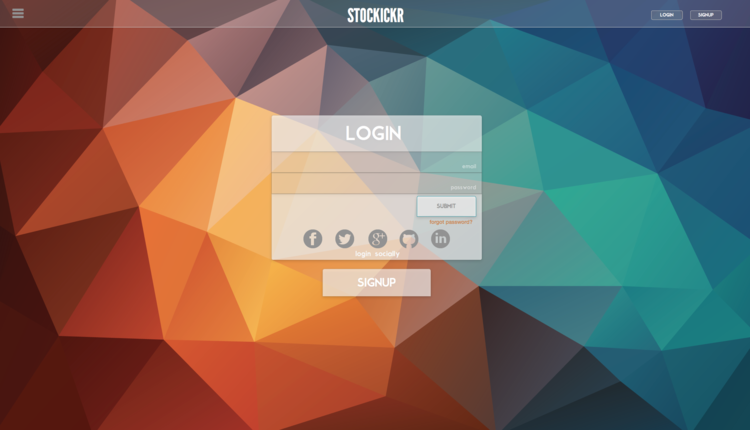 STOCKICKR
LOGIN
SIGNUP
LOGIN
email
password
SUBMIT
forgot password?
f
g+
in
login socially
SIGNUP